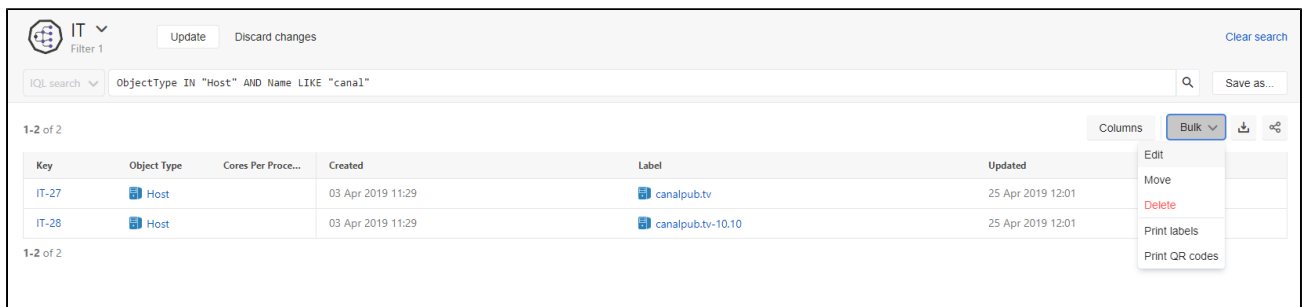 IT
Filter 1
Update Discard changes Clear search
IQL search ObjectType IN "Host" AND Name LIKE "canal" Save as...
1-2 of 2 Columns Bulk
Key Object Type Cores Per Proce... Created Label Updated
Edit
IT-27 Host 03 Apr 2019 11:29 canalpub.tv 25 Apr 2019 12:01
Move
Delete
IT-28 Host 03 Apr 2019 11:29 canalpub.tv-10.10 25 Apr 2019 12:01
Print labels
1-2 of 2
Print QR codes